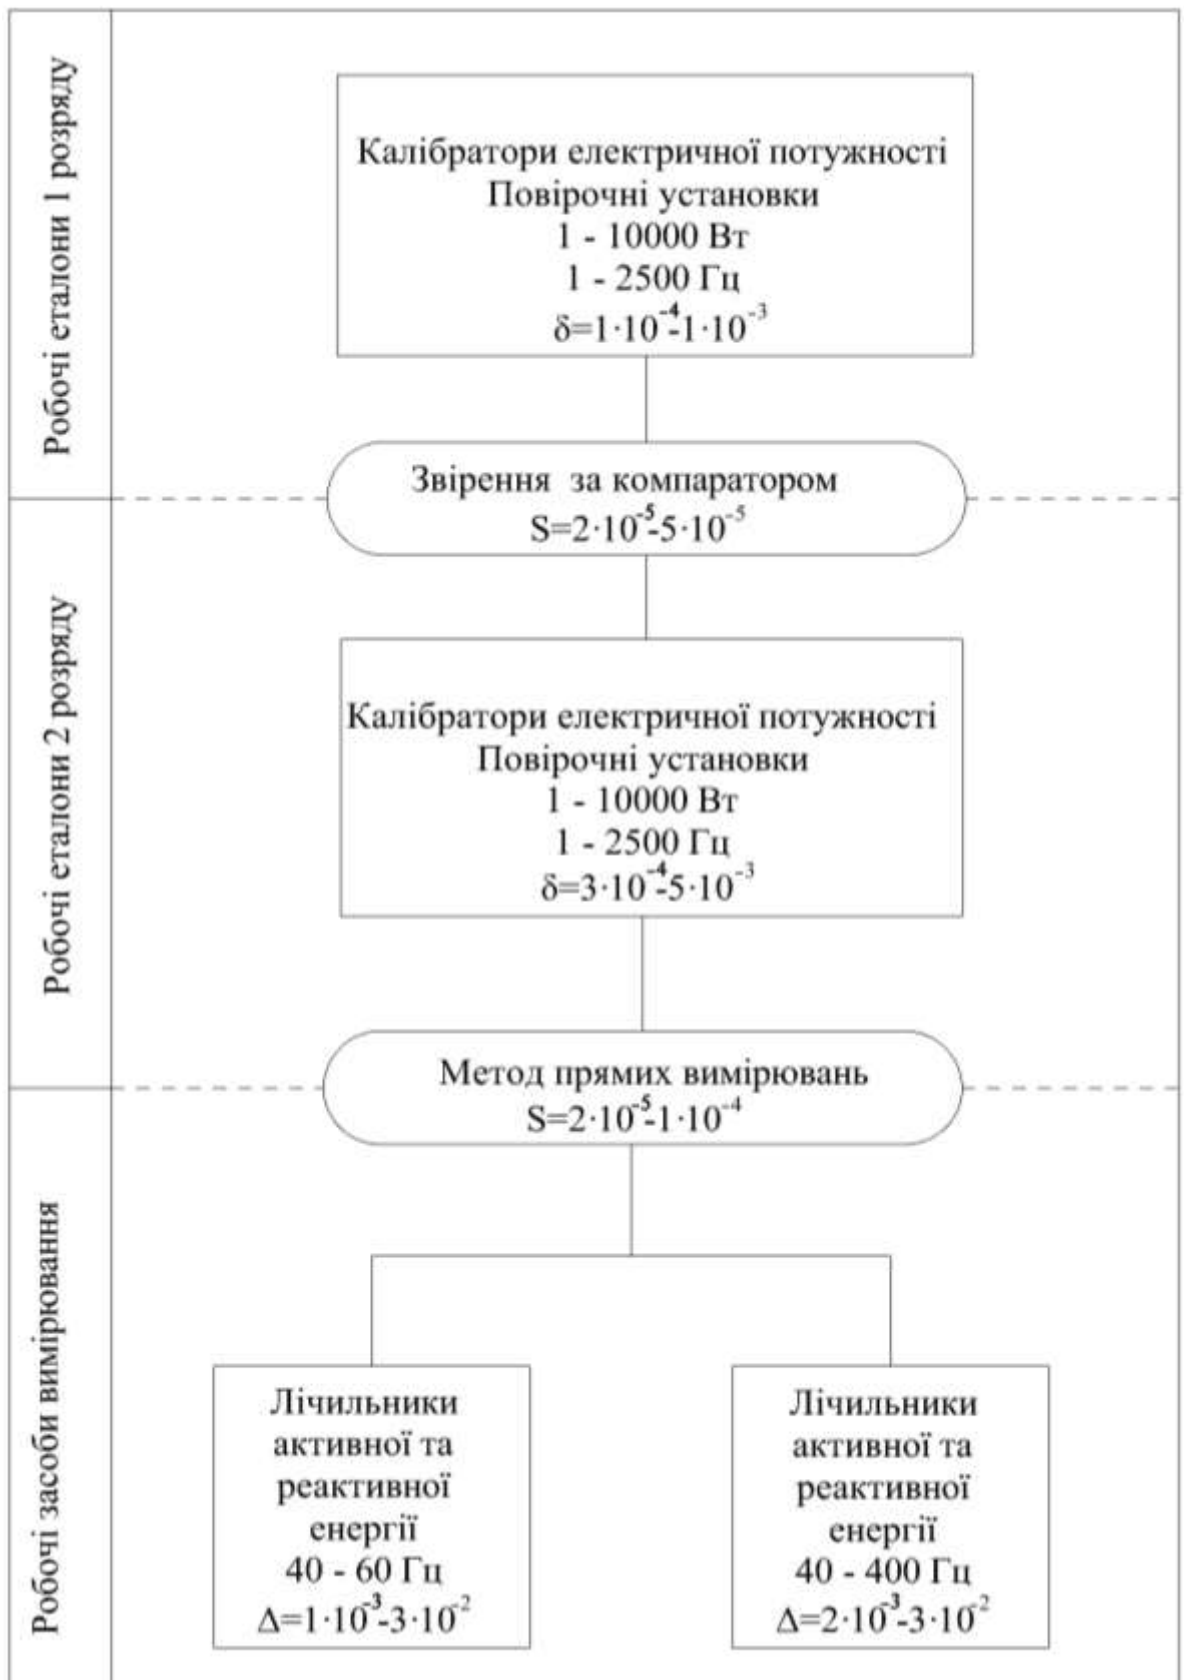 Робочі еталони 1 розряду
Калібратори електричної потужності
Повірочні установки
1 - 10000 Вт
1 - 2500 Гц
δ=1·10⁻⁴-1·10⁻³
Звірення за компаратором
S=2·10⁻⁵-5·10⁻⁵
Робочі еталони 2 розряду
Калібратори електричної потужності
Повірочні установки
1 - 10000 Вт
1 - 2500 Гц
δ=3·10⁻⁴-5·10⁻³
Метод прямих вимірювань
S=2·10⁻⁵-1·10⁻⁴
Робочі засоби вимірювання
Лічильники
активної та
реактивної
енергії
40 - 60 Гц
Δ=1·10⁻³-3·10⁻²
Лічильники
активної та
реактивної
енергії
40 - 400 Гц
Δ=2·10⁻³-3·10⁻²